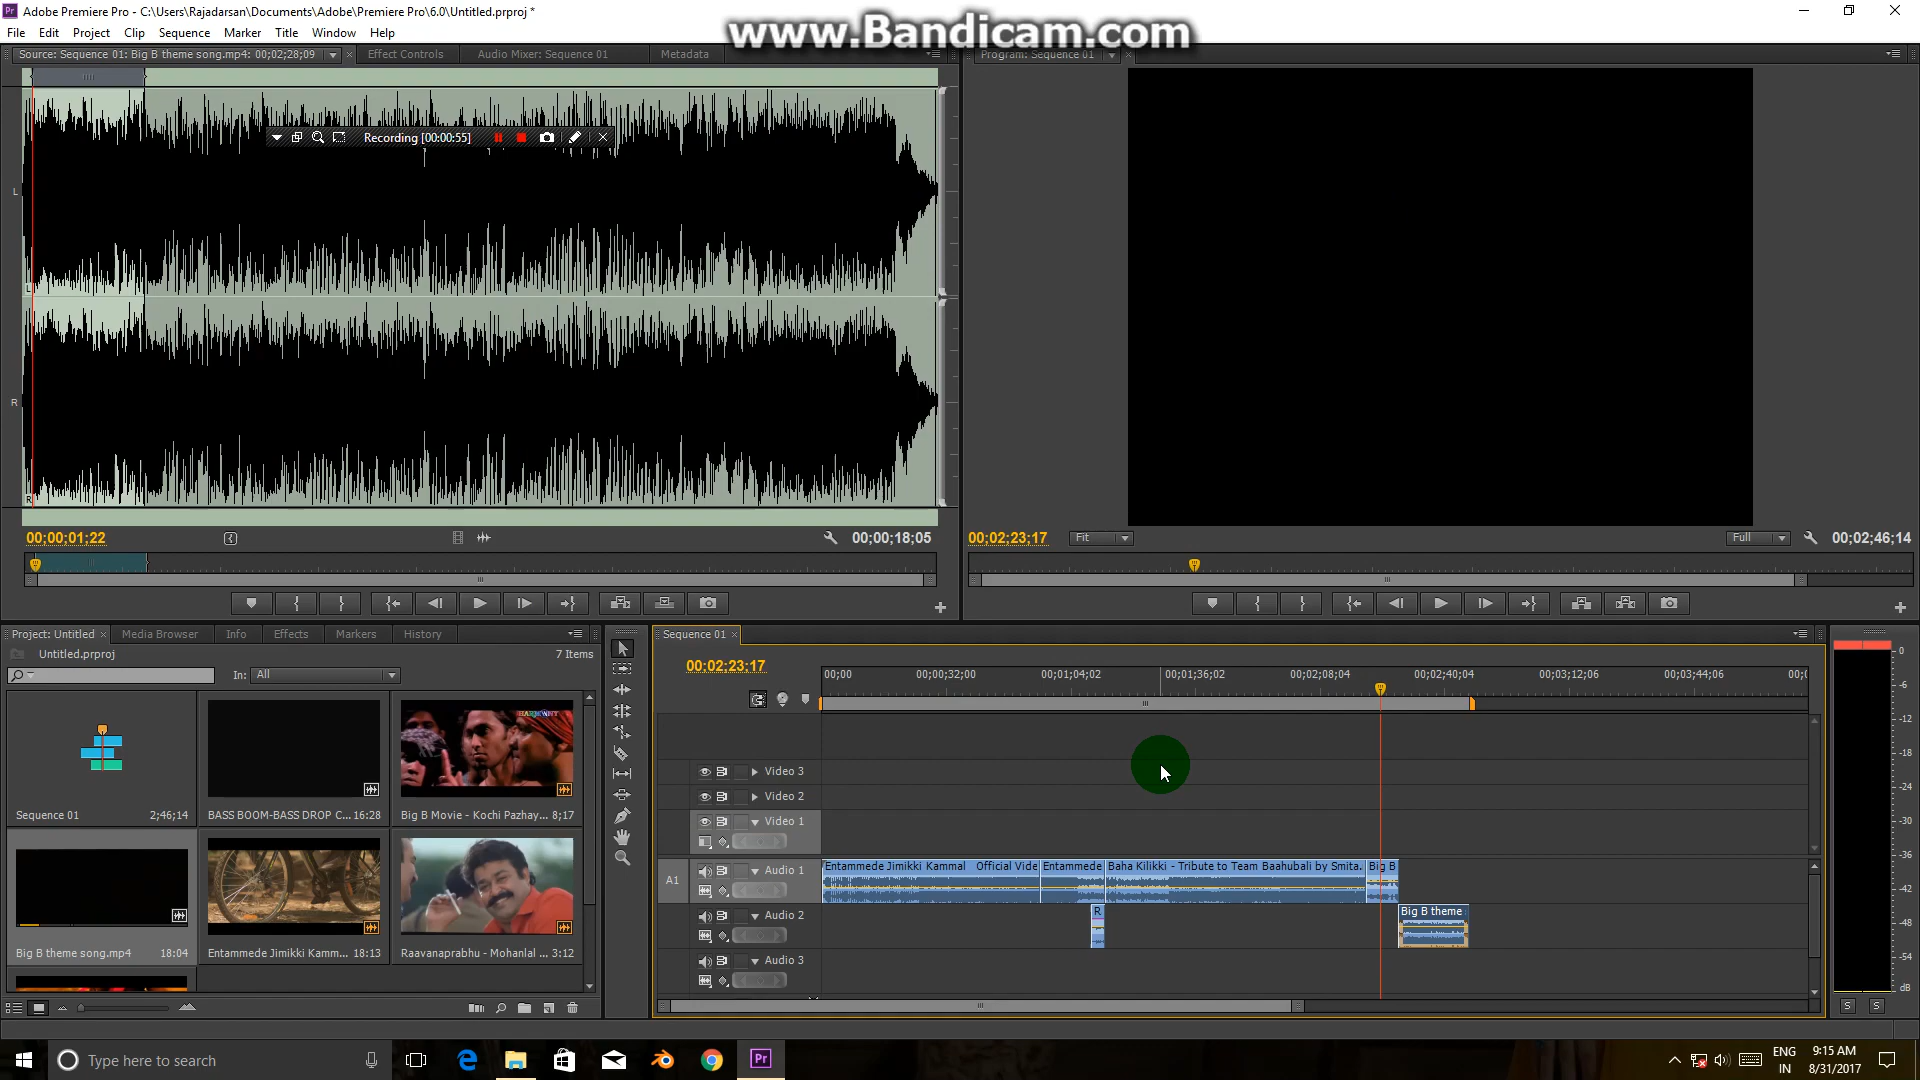 Adobe Premiere Pro - C:\Users\Rajadarsan\Documents\Adobe\Premiere Pro\6.0\Untitled.prproj *
www.Bandicam.com
File Edit Project Clip Sequence Marker Title Window Help
Source: Sequence 01: Big B theme song.mp4: 00;02;28;09 Effect Controls Audio Mixer: Sequence 01 Metadata
Program: Sequence 01
Recording [00:00:55]
L
L
R
R
00;00;01;22 00;00;18;05
00;02;23;17 Fit Full 00;02;46;14
Project: Untitled Media Browser Info Effects Markers History
Untitled.prproj 7 Items
In: All
Sequence 01 2;46;14
BASS BOOM-BASS DROP C... 16:28
Big B Movie - Kochi Pazhay... 8;17
Big B theme song.mp4 18:04
Entammede Jimikki Kamm... 18;13
Raavanaprabhu - Mohanlal ... 3;12
Sequence 01
00;02;23;17
00;00 00;00;32;00 00;01;04;02 00;01;36;02 00;02;08;04 00;02;40;04 00;03;12;06 00;03;44;06 00;0
Video 3
Video 2
Video 1
A1 Audio 1
Entammede Jimikki Kammal Official Vide Entammede Baha Kilikki - Tribute to Team Baahubali by Smita. Big B
Audio 2
R Big B theme
Audio 3
0
-6
-12
-18
-24
-30
-36
-42
-48
-54
dB
S S
Type here to search
ENG
IN
9:15 AM
8/31/2017